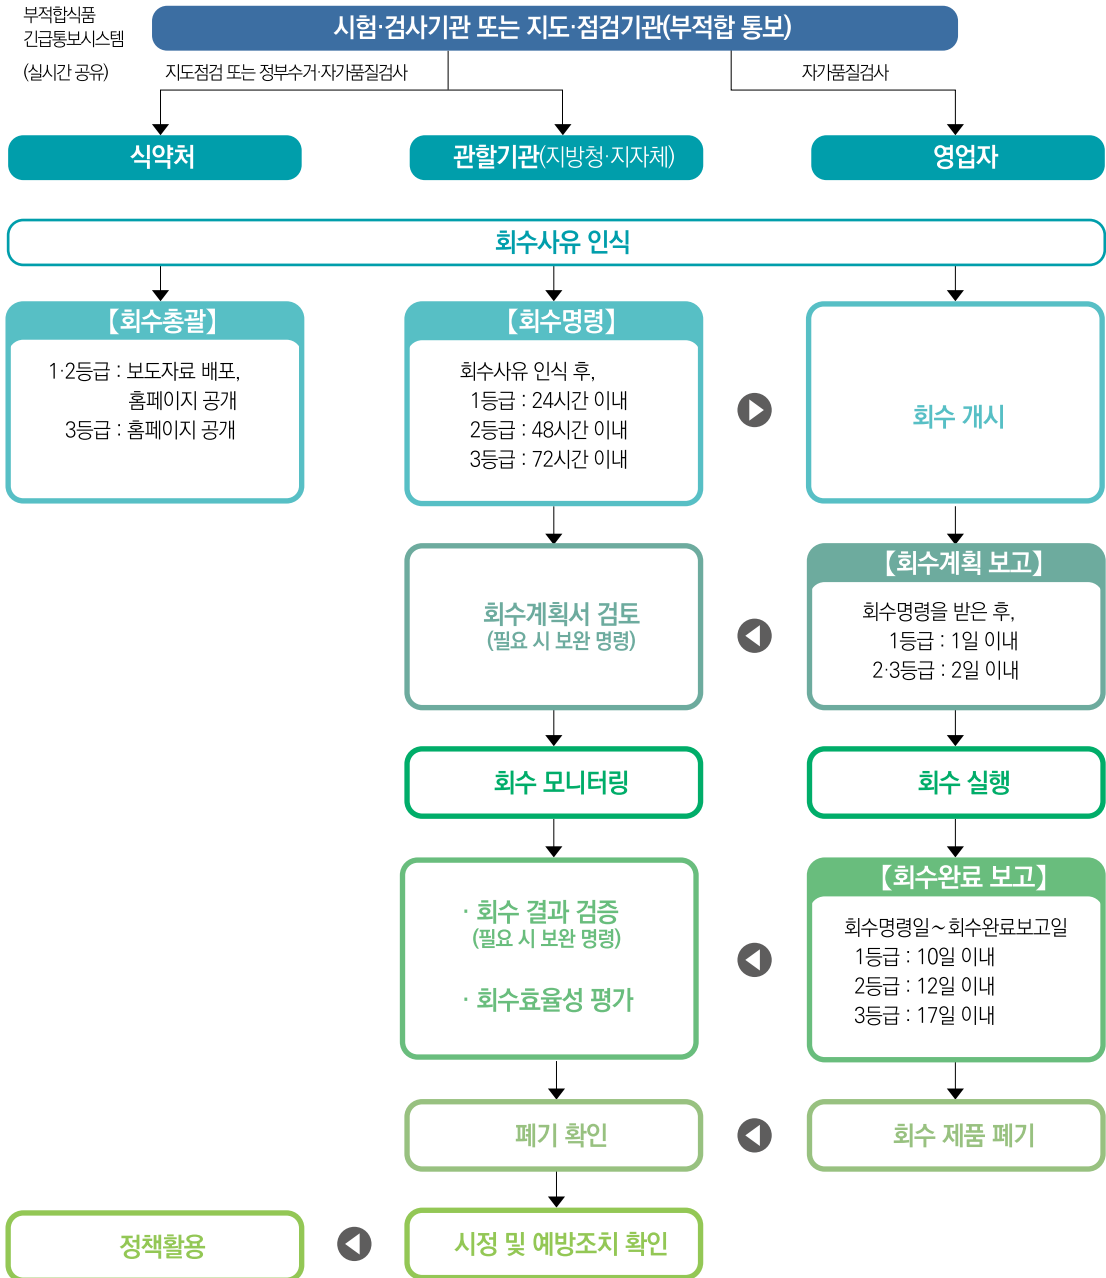 부적합식품
긴급통보시스템
(실시간 공유)
시험·검사기관 또는 지도·점검기관(부적합 통보)
지도점검 또는 정부수거·자가품질검사
자가품질검사
식약처
관할기관(지방청·지자체)
영업자
회수사유 인식
【회수총괄】
1·2등급 : 보도자료 배포,
홈페이지 공개
3등급 : 홈페이지 공개
【회수명령】
회수사유 인식 후,
1등급 : 24시간 이내
2등급 : 48시간 이내
3등급 : 72시간 이내
회수 개시
회수계획서 검토
(필요 시 보완 명령)
【회수계획 보고】
회수명령을 받은 후,
1등급 : 1일 이내
2·3등급 : 2일 이내
회수 모니터링
회수 실행
· 회수 결과 검증
(필요 시 보완 명령)
· 회수효율성 평가
【회수완료 보고】
회수명령일~회수완료보고일
1등급 : 10일 이내
2등급 : 12일 이내
3등급 : 17일 이내
폐기 확인
회수 제품 폐기
정책활용
시정 및 예방조치 확인